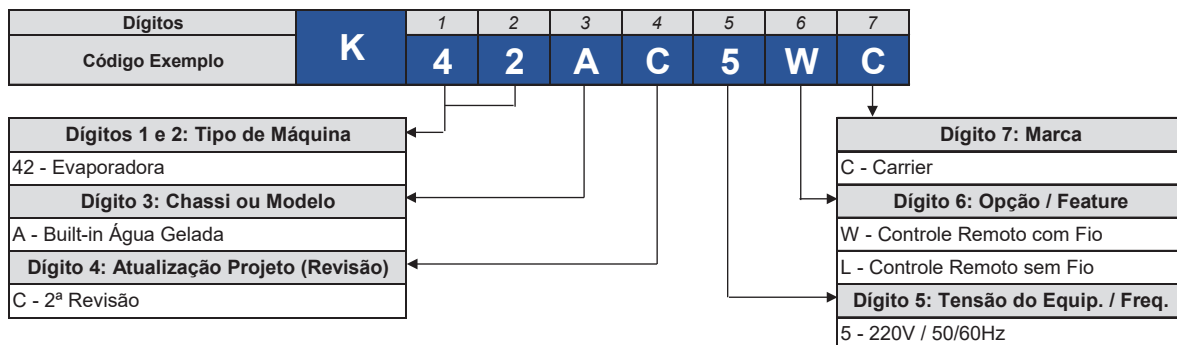 Dígitos
K
1 2 3 4 5 6 7
Código Exemplo
4 2 A C 5 W C
Dígitos 1 e 2: Tipo de Máquina
42 - Evaporadora
Dígito 3: Chassi ou Modelo
A - Built-in Água Gelada
Dígito 4: Atualização Projeto (Revisão)
C - 2ª Revisão
Dígito 7: Marca
C - Carrier
Dígito 6: Opção / Feature
W - Controle Remoto com Fio
L - Controle Remoto sem Fio
Dígito 5: Tensão do Equip. / Freq.
5 - 220V / 50/60Hz